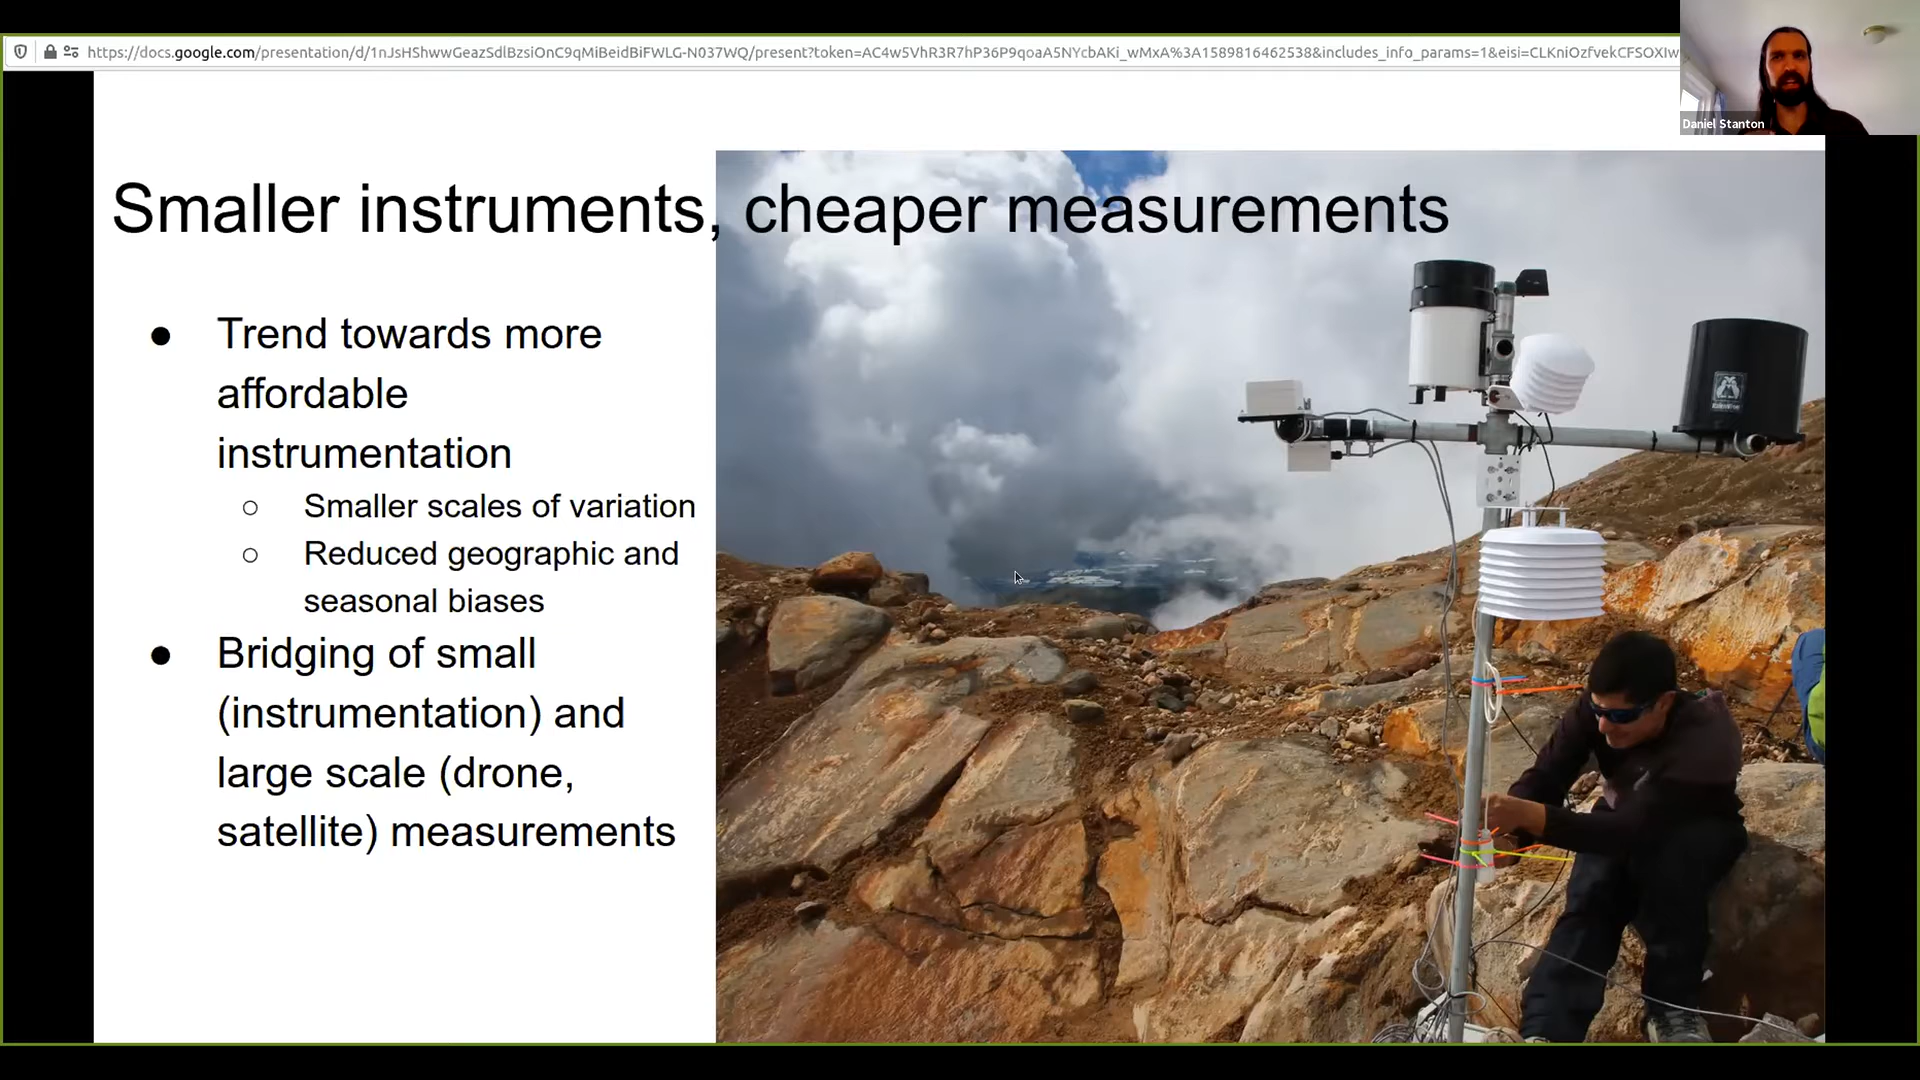 https://docs.google.com/presentation/d/1nJsHShwwGeazSdlBzsiOnC9qMiBeidBiFWLG-N037WQ/present?token=AC4w5VhR3R7hP36P9qoaA5NYcbAKi_wMxA%3A1589816462538&includes_info_params=1&eisi=CLKniOzfvekCFSOXIw
Daniel Stanton
Smaller instruments, cheaper measurements
● Trend towards more
affordable
instrumentation
○ Smaller scales of variation
○ Reduced geographic and
seasonal biases
● Bridging of small
(instrumentation) and
large scale (drone,
satellite) measurements